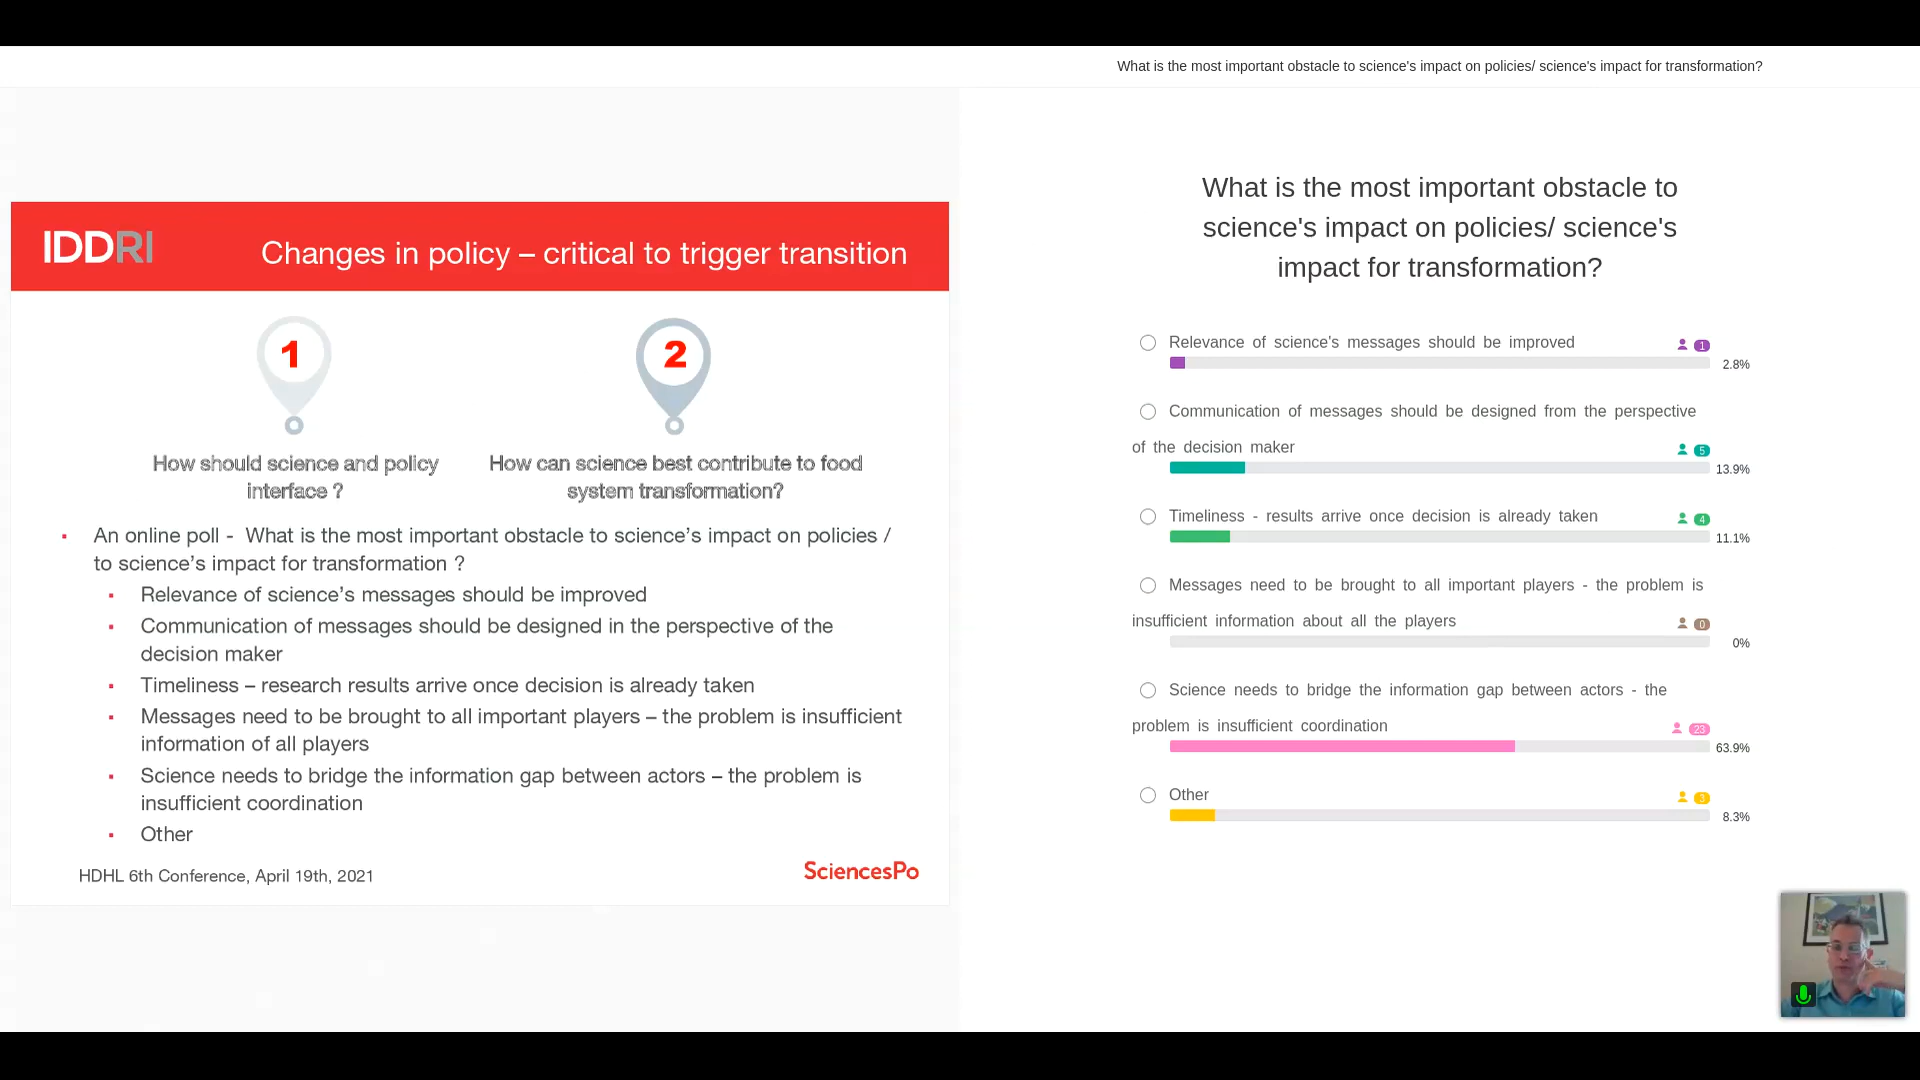 What is the most important obstacle to science's impact on policies/ science's impact for transformation?
IDDRI
Changes in policy – critical to trigger transition
1
2
How should science and policy
interface ?
How can science best contribute to food
system transformation?
▪ An online poll - What is the most important obstacle to science’s impact on policies /
to science’s impact for transformation ?
▪ Relevance of science’s messages should be improved
▪ Communication of messages should be designed in the perspective of the
decision maker
▪ Timeliness – research results arrive once decision is already taken
▪ Messages need to be brought to all important players – the problem is insufficient
information of all players
▪ Science needs to bridge the information gap between actors – the problem is
insufficient coordination
▪ Other
HDHL 6th Conference, April 19th, 2021
SciencesPo
What is the most important obstacle to
science's impact on policies/ science's
impact for transformation?
Relevance of science's messages should be improved
1
2.8%
Communication of messages should be designed from the perspective
of the decision maker
5
13.9%
Timeliness - results arrive once decision is already taken
4
11.1%
Messages need to be brought to all important players - the problem is
insufficient information about all the players
0
0%
Science needs to bridge the information gap between actors - the
problem is insufficient coordination
23
63.9%
Other
3
8.3%